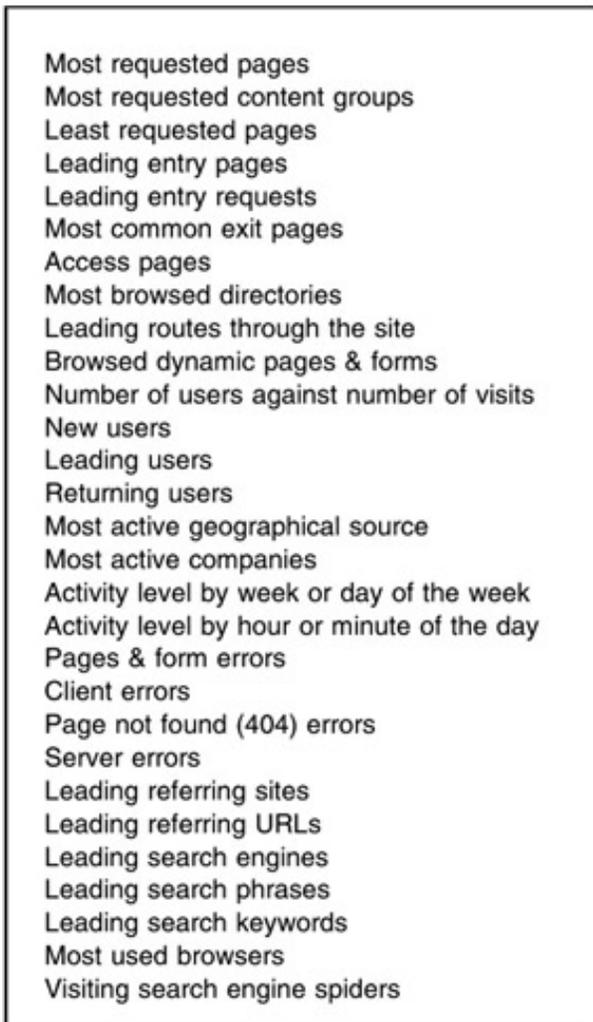 Most requested pages
Most requested content groups
Least requested pages
Leading entry pages
Leading entry requests
Most common exit pages
Access pages
Most browsed directories
Leading routes through the site
Browsed dynamic pages & forms
Number of users against number of visits
New users
Leading users
Returning users
Most active geographical source
Most active companies
Activity level by week or day of the week
Activity level by hour or minute of the day
Pages & form errors
Client errors
Page not found (404) errors
Server errors
Leading referring sites
Leading referring URLs
Leading search engines
Leading search phrases
Leading search keywords
Most used browsers
Visiting search engine spiders